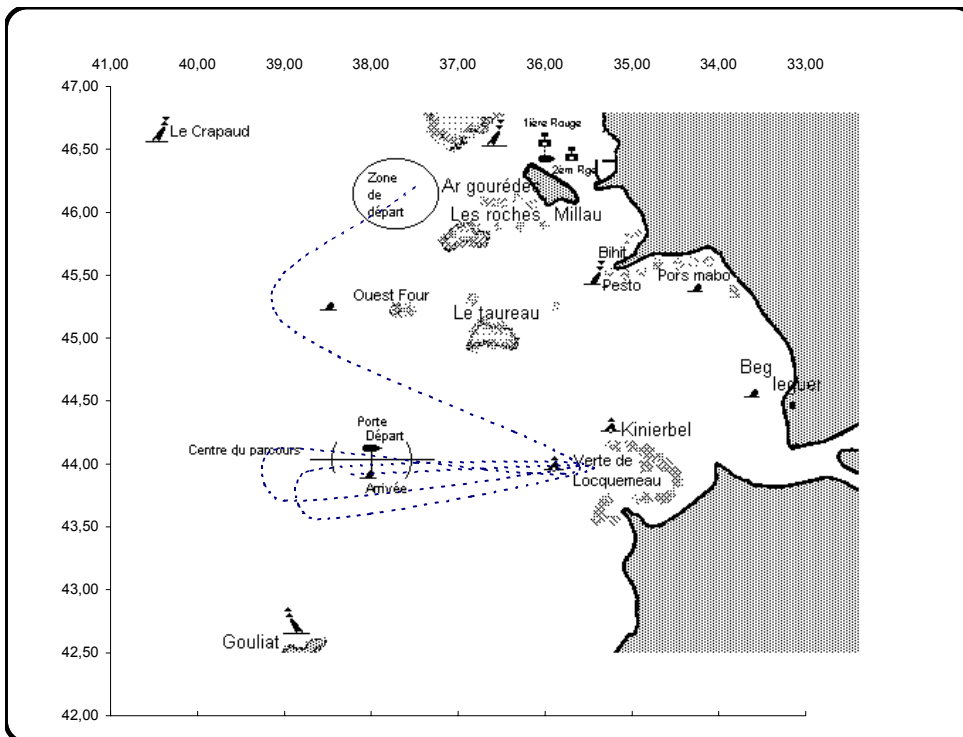 41,00 40,00 39,00 38,00 37,00 36,00 35,00 34,00 33,00
47,00
46,50
46,00
45,50
45,00
44,50
44,00
43,50
43,00
42,50
42,00
Le Crapaud
1ière Rouge
2èm Rge
Zone
de
départ
Ar gourédec
Les roches
Millau
Bihit
Pesto
Pors mabo
Ouest Four
Le taureau
Beg
leguer
Porte
Départ
Centre du parcours
Kinierbel
Verte de
Locquemeau
Arrivée
Gouliat